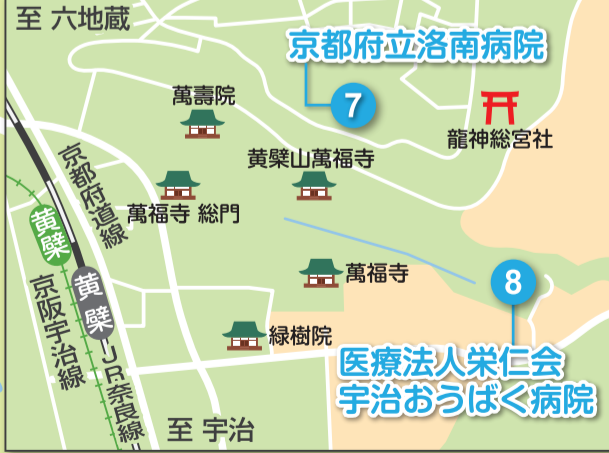 至 六地蔵
京都府立洛南病院
7
萬壽院
龍神総宮社
京都府道線
黄檗山萬福寺
萬福寺 総門
黄檗
黄檗
萬福寺
8
京阪宇治線
緑樹院
医療法人栄仁会
宇治おうばく病院
JR奈良線
至 宇治